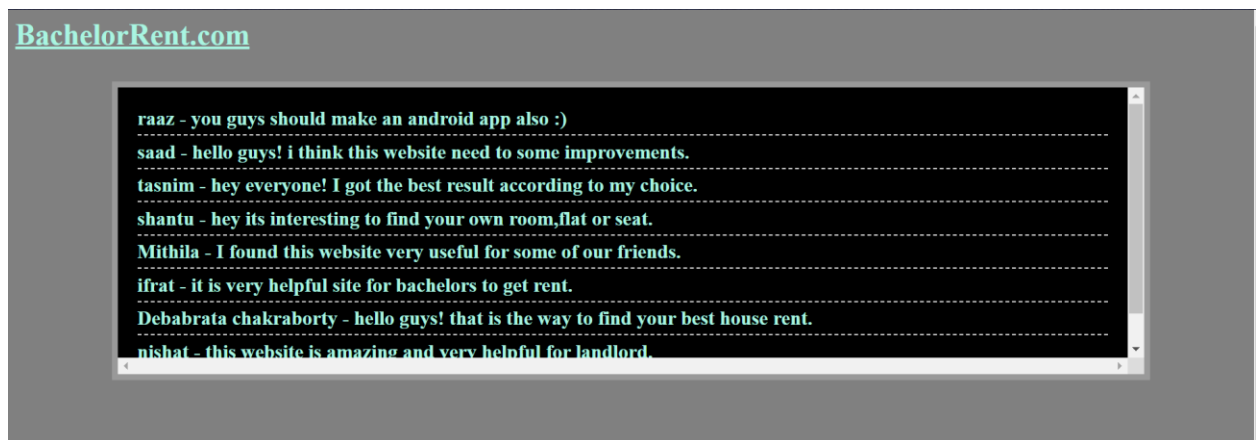 BachelorRent.com
raaz - you guys should make an android app also :)
saad - hello guys! i think this website need to some improvements.
tasnim - hey everyone! I got the best result according to my choice.
shantu - hey its interesting to find your own room,flat or seat.
Mithila - I found this website very useful for some of our friends.
ifrat - it is very helpful site for bachelors to get rent.
Debabrata chakraborty - hello guys! that is the way to find your best house rent.
nishat - this website is amazing and very helpful for landlord.